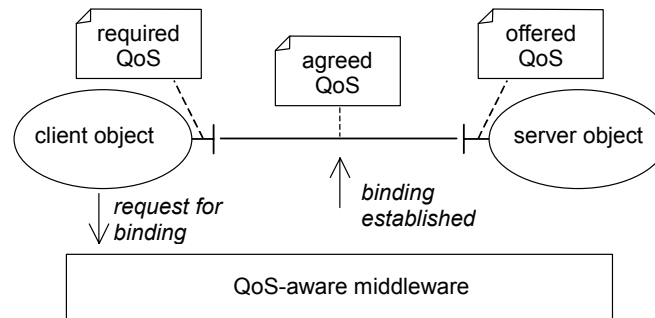 required
QoS
agreed
QoS
offered
QoS
client object
server object
request for
binding
binding
established
QoS-aware middleware